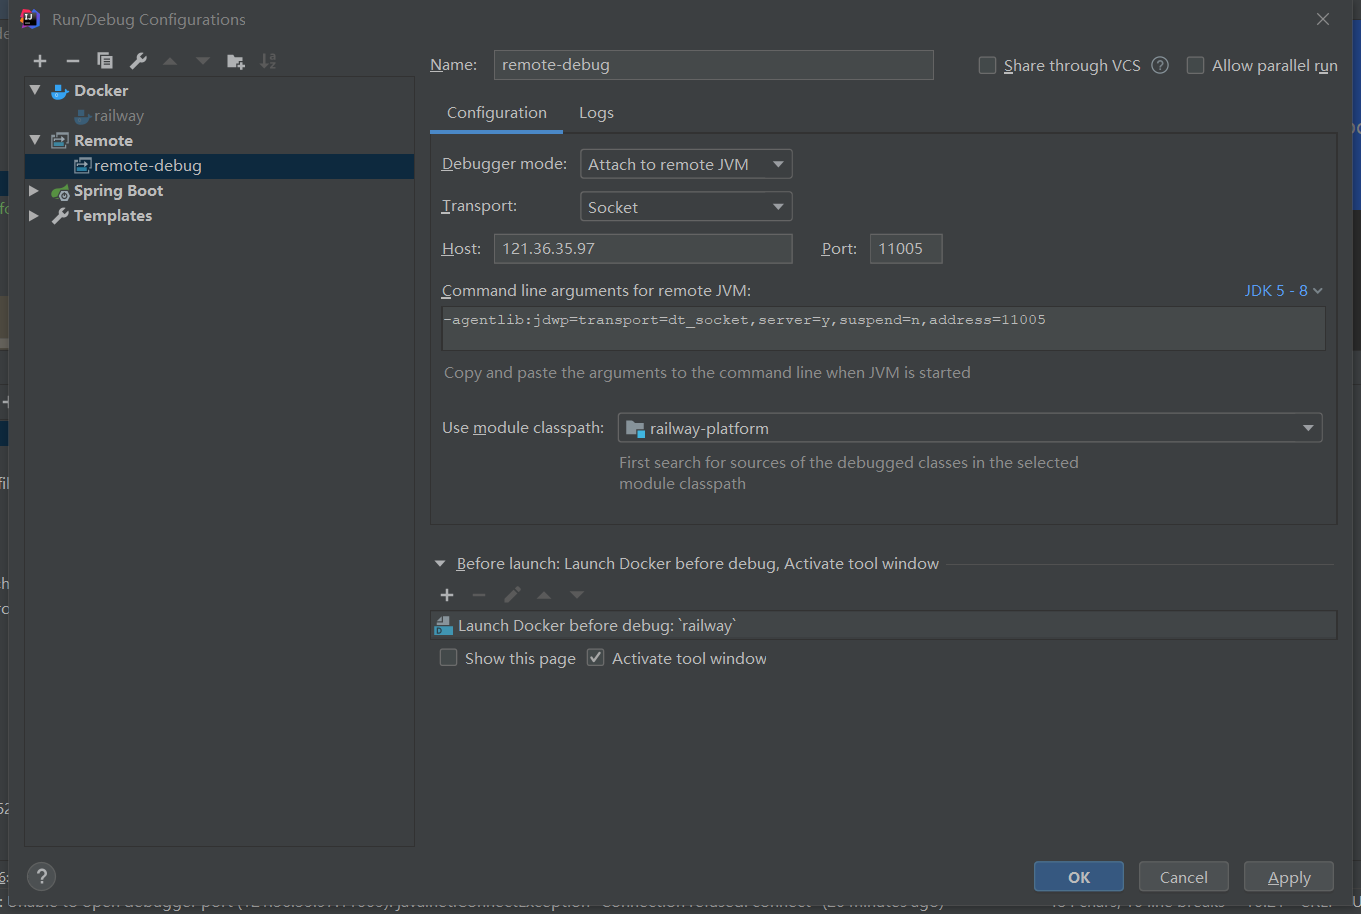 Run/Debug Configurations
Docker
railway
Remote
remote-debug
Spring Boot
Templates
Name: remote-debug
Share through VCS ?
Allow parallel run
Configuration Logs
Debugger mode: Attach to remote JVM
Transport: Socket
Host: 121.36.35.97 Port: 11005
Command line arguments for remote JVM: JDK 5 - 8
-agentlib:jdwp=transport=dt_socket,server=y,suspend=n,address=11005
Copy and paste the arguments to the command line when JVM is started
Use module classpath: railway-platform
First search for sources of the debugged classes in the selected
module classpath
Before launch: Launch Docker before debug, Activate tool window
Launch Docker before debug: `railway`
Show this page Activate tool window
? OK Cancel Apply